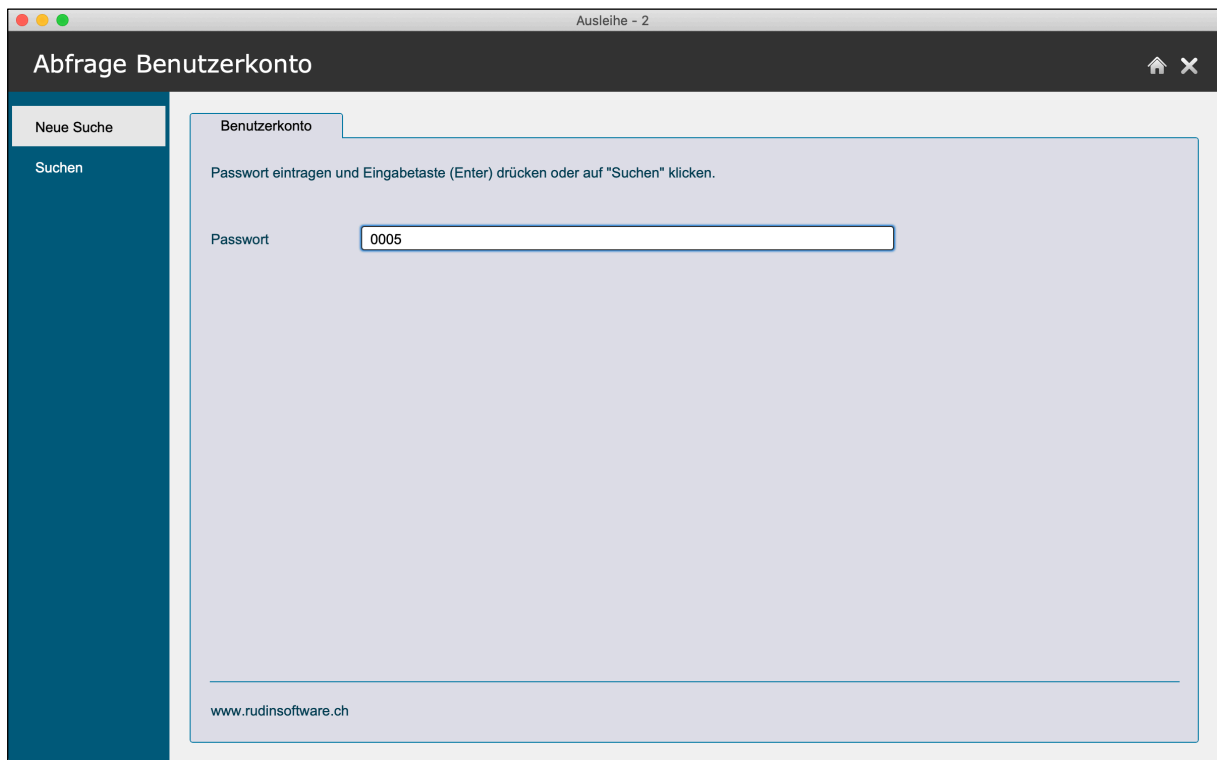 Ausleihe - 2
Abfrage Benutzerkonto
Neue Suche
Suchen
Benutzerkonto
Passwort eintragen und Eingabetaste (Enter) drücken oder auf "Suchen" klicken.
Passwort 0005
www.rudinsoftware.ch